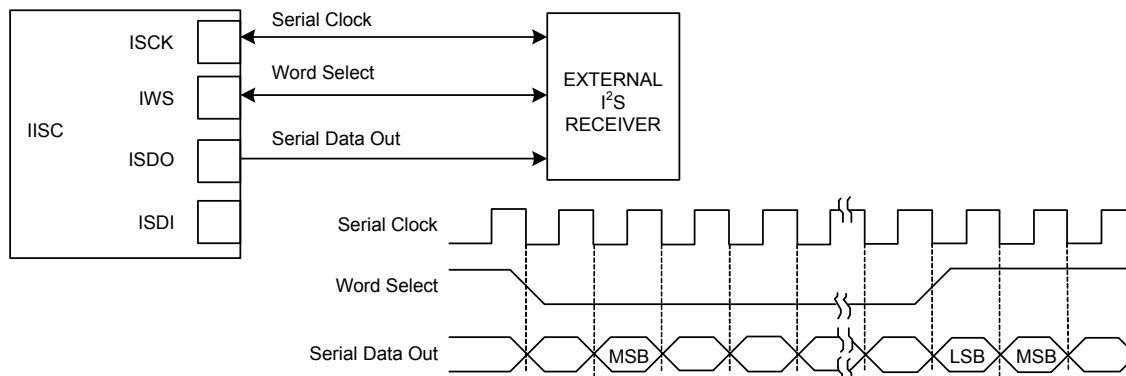 Serial Clock
ISCK
Word Select
IWS
IISC
Serial Data Out
ISDO
ISDI
EXTERNAL
I²S
RECEIVER
Serial Clock
Word Select
Serial Data Out
MSB
LSB
MSB